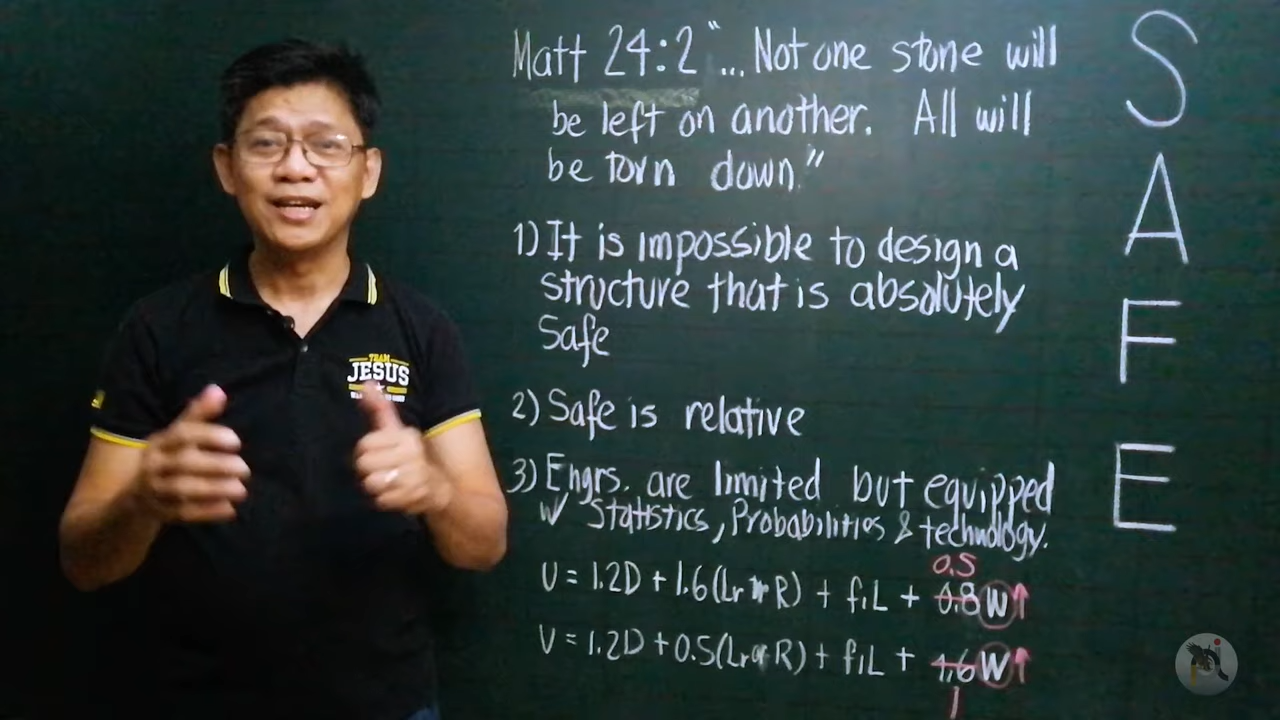 Matt 24:2 "... Not one stone will
be left on another. All will
be torn down."
1) It is impossible to design a
structure that is absolutely
Safe
2) Safe is relative
3) Engrs. are limited but equipped
w/ Statistics, Probabilities & technology.
0.5
U = 1.2D + 1.6(Lr or R) + f₁L + 0.8W↑
U = 1.2D + 0.5(Lr or R) + f₁L + 1.6W↑
1
S
A
F
E
TEAM
JESUS